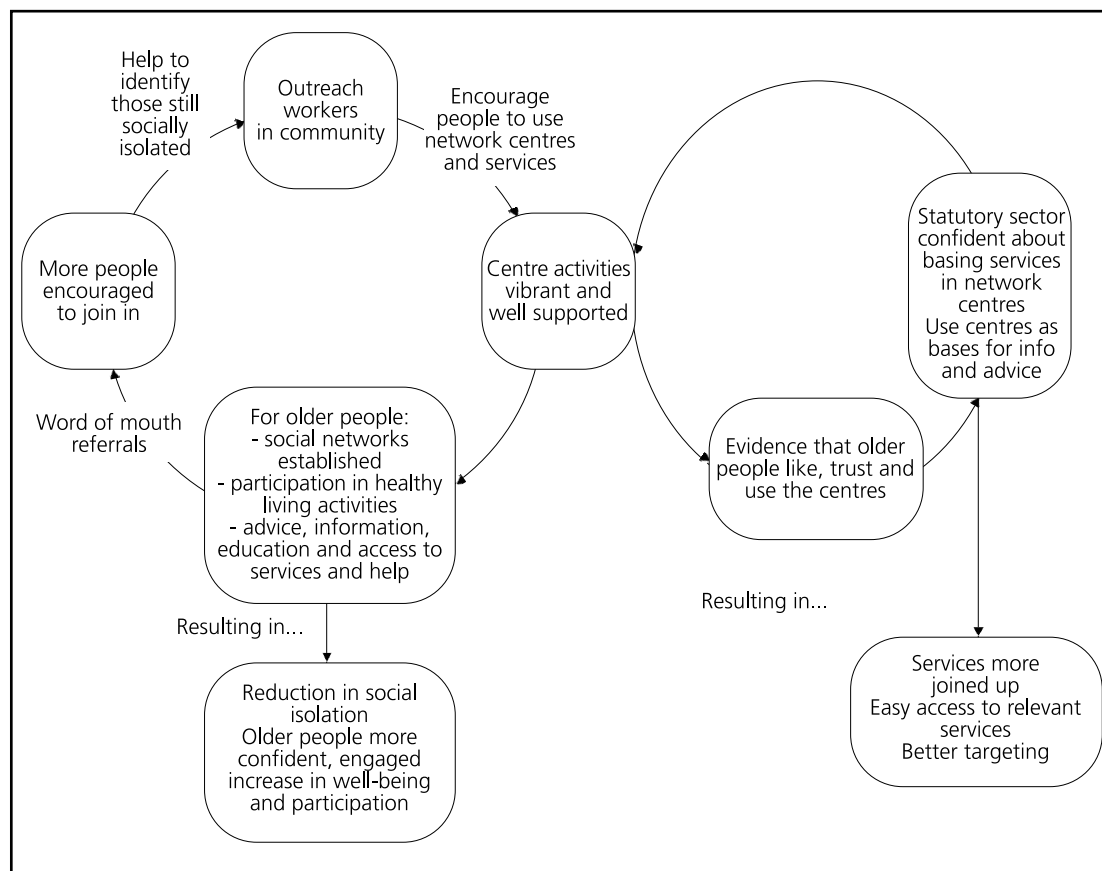 Help to
identify
those still
socially
isolated
Outreach
workers
in community
Encourage
people to use
network centres
and services
More people
encouraged
to join in
Centre activities
vibrant and
well supported
Statutory sector
confident about
basing services
in network
centres
Use centres as
bases for info
and advice
Word of mouth
referrals
For older people:
- social networks
established
- participation in healthy
living activities
- advice, information,
education and access to
services and help
Evidence that older
people like, trust and
use the centres
Resulting in...
Resulting in...
Reduction in social
isolation
Older people more
confident, engaged
increase in well-being
and participation
Services more
joined up
Easy access to relevant
services
Better targeting